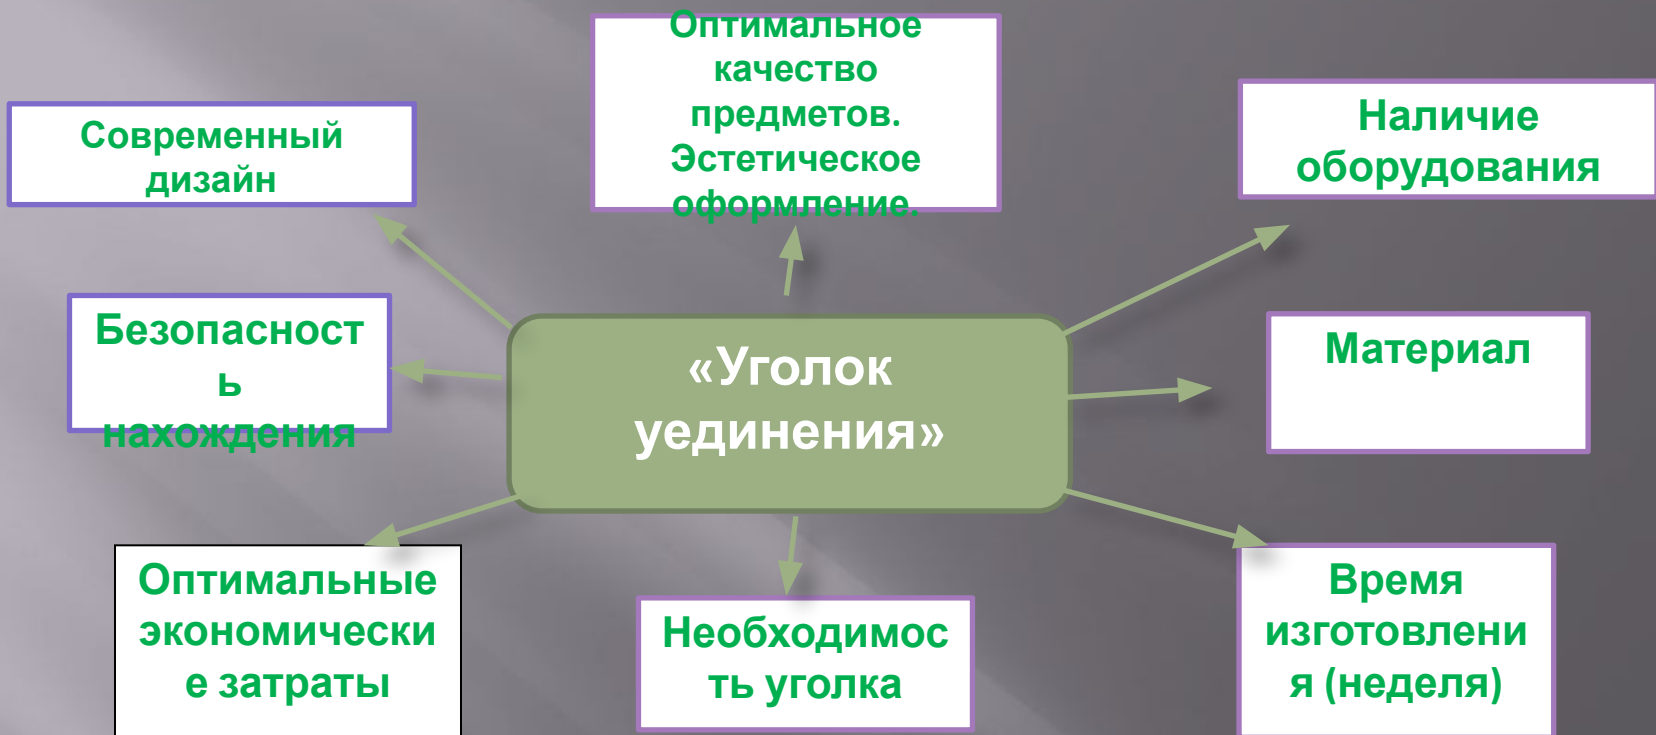 Оптимальное
качество
предметов.
Эстетическое
оформление.
Современный
дизайн
Наличие
оборудования
Безопасност
ь
нахождения
«Уголок
уединения»
Материал
Оптимальные
экономически
е затраты
Необходимос
ть уголка
Время
изготовлени
я (неделя)